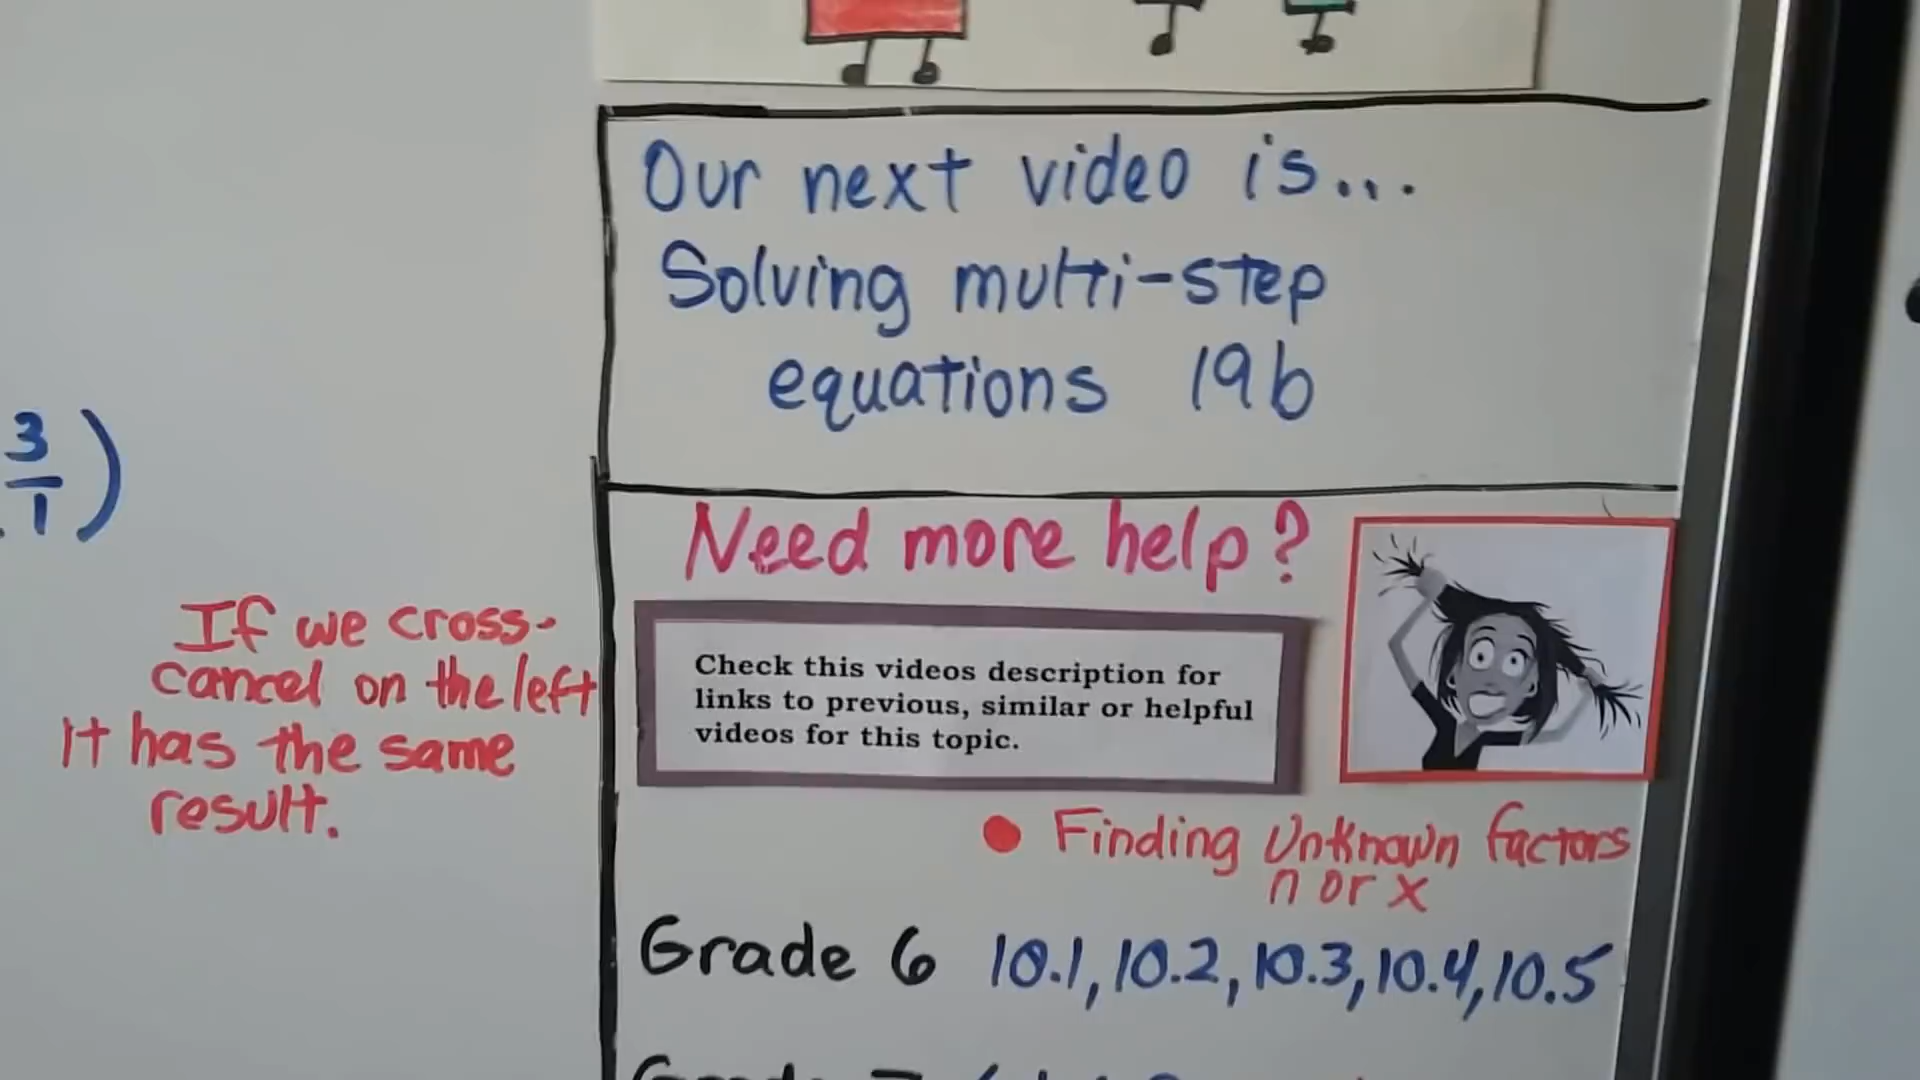 Our next video is...
Solving multi-step
equations 19b
3
1 )
Need more help?
If we cross-
cancel on the left
it has the same
result.
Check this videos description for
links to previous, similar or helpful
videos for this topic.
• Finding Unknown factors
n or x
Grade 6 10.1, 10.2, 10.3, 10.4, 10.5